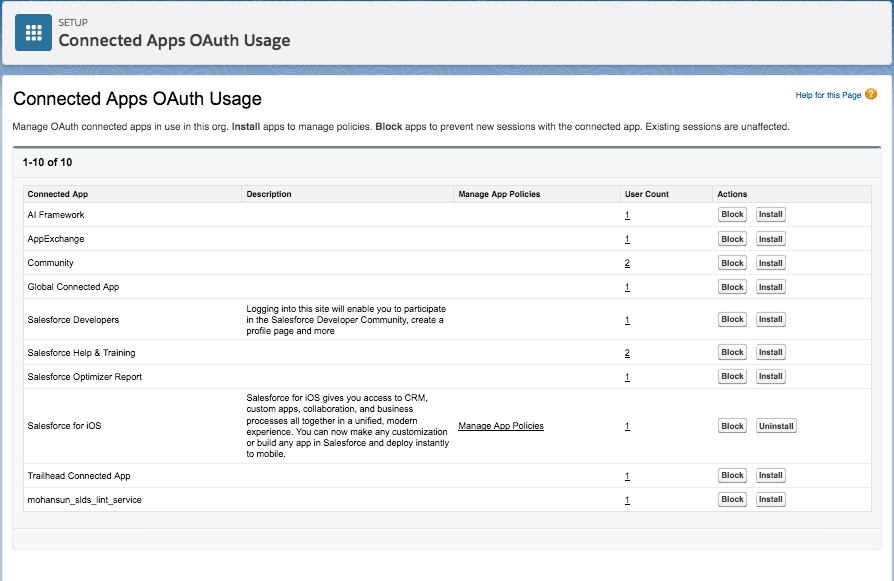 SETUP
Connected Apps OAuth Usage
Connected Apps OAuth Usage
Help for this Page ?
Manage OAuth connected apps in use in this org. Install apps to manage policies. Block apps to prevent new sessions with the connected app. Existing sessions are unaffected.
1-10 of 10
Connected App Description Manage App Policies User Count Actions
AI Framework 1 Block Install
AppExchange 1 Block Install
Community 2 Block Install
Global Connected App 1 Block Install
Logging into this site will enable you to participate
Salesforce Developers in the Salesforce Developer Community, create a 1 Block Install
profile page and more
Salesforce Help & Training 2 Block Install
Salesforce Optimizer Report 1 Block Install
Salesforce for iOS gives you access to CRM,
custom apps, collaboration, and business
processes all together in a unified, modern
Salesforce for iOS experience. You can now make any customization Manage App Policies 1 Block Uninstall
or build any app in Salesforce and deploy instantly
to mobile.
Trailhead Connected App 1 Block Install
mohansun_slds_lint_service 1 Block Install